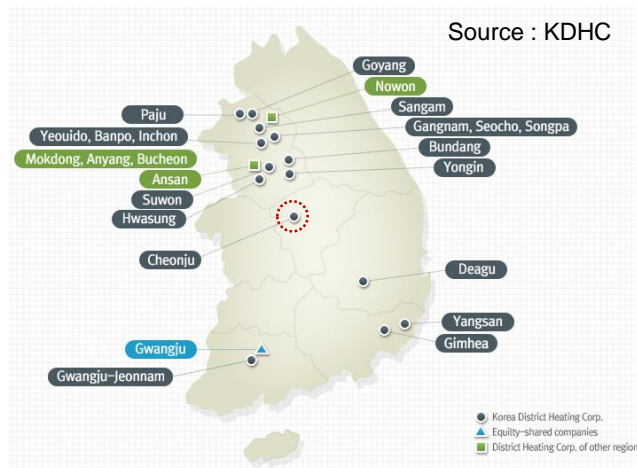 Source : KDHC
Goyang
Nowon
Paju
Sangam
Yeouido, Banpo, Inchon
Gangnam, Seocho, Songpa
Bundang
Mokdong, Anyang, Bucheon
Ansan
Yongin
Suwon
Hwasung
Cheonju
Deagu
Yangsan
Gwangju
Gimhea
Gwangju-Jeonnam
Korea District Heating Corp.
Equity-shared companies
District Heating Corp. of other region